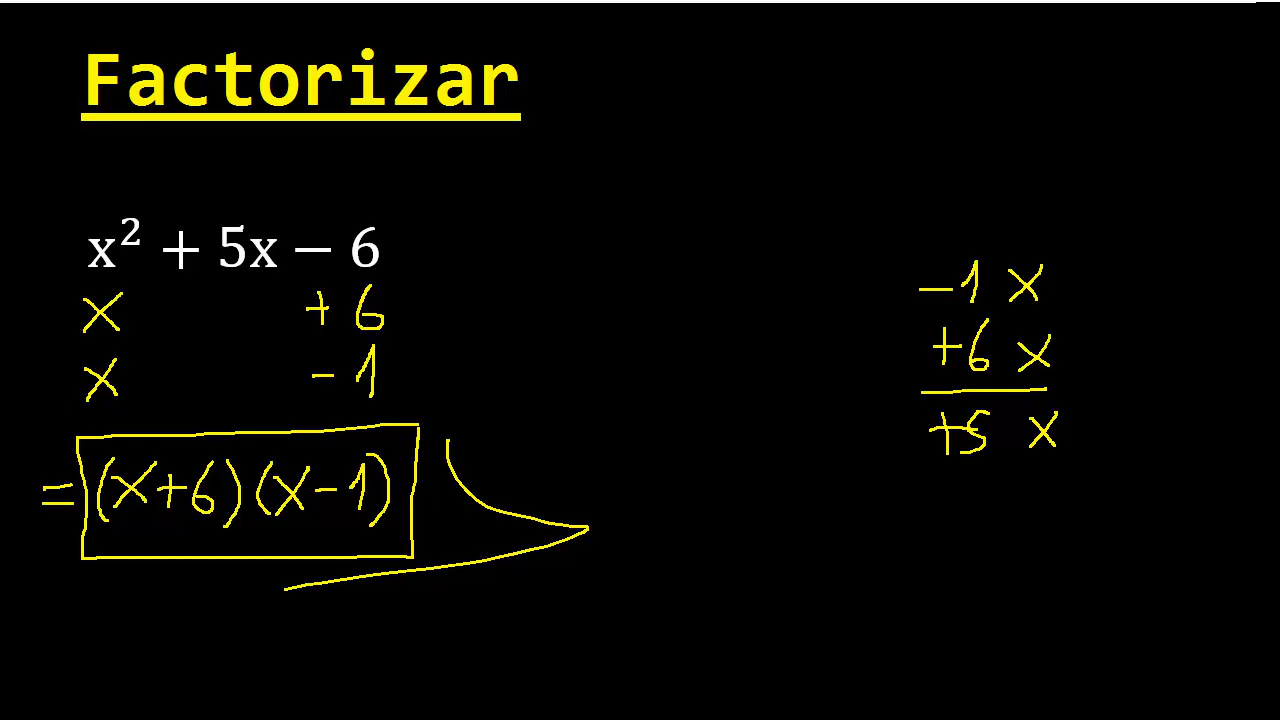 Factorizar
x² + 5x − 6
x + 6
x - 1
= (x+6)(x-1)
-1 x
+6 x
+5 x